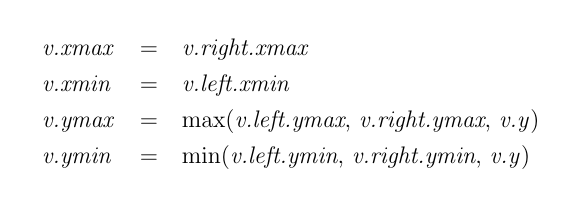 v.xmax = v.right.xmax
v.xmin = v.left.xmin
v.ymax = max(v.left.ymax, v.right.ymax, v.y)
v.ymin = min(v.left.ymin, v.right.ymin, v.y)